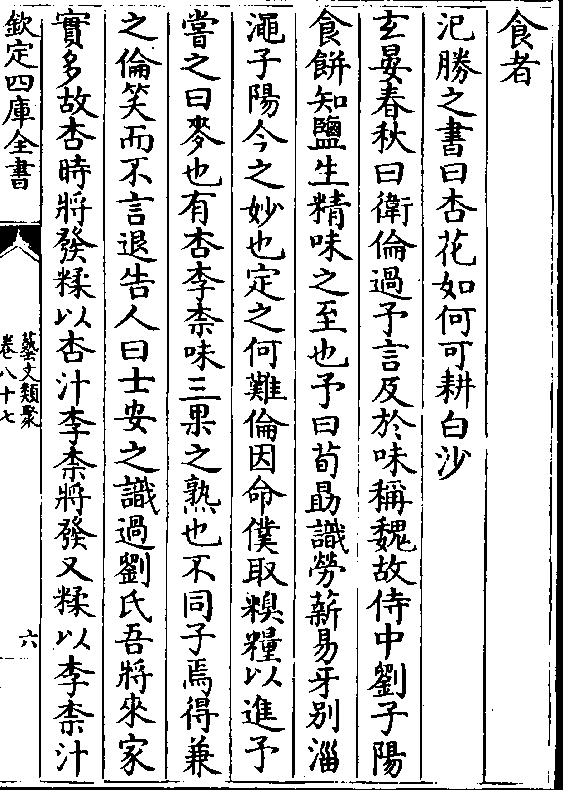 食者
氾勝之書曰杏花如何可耕白沙
玄晏春秋曰衛倫過予言及於味稱魏故侍中劉子陽
食餅知鹽生精味之至也予曰荀勗識勞薪易牙别淄
澠子陽今之妙也定之何難倫因命僕取糗糧以進予
嘗之曰麥也有杏李柰味三果之熟也不同子焉得兼
之倫笑而不言退告人曰士安之識過劉氏吾將來家
實多故杏時將發糅以杏汁李柰將發又糅以李柰汁
欽定四庫全書
藝文類聚
卷八十七
六